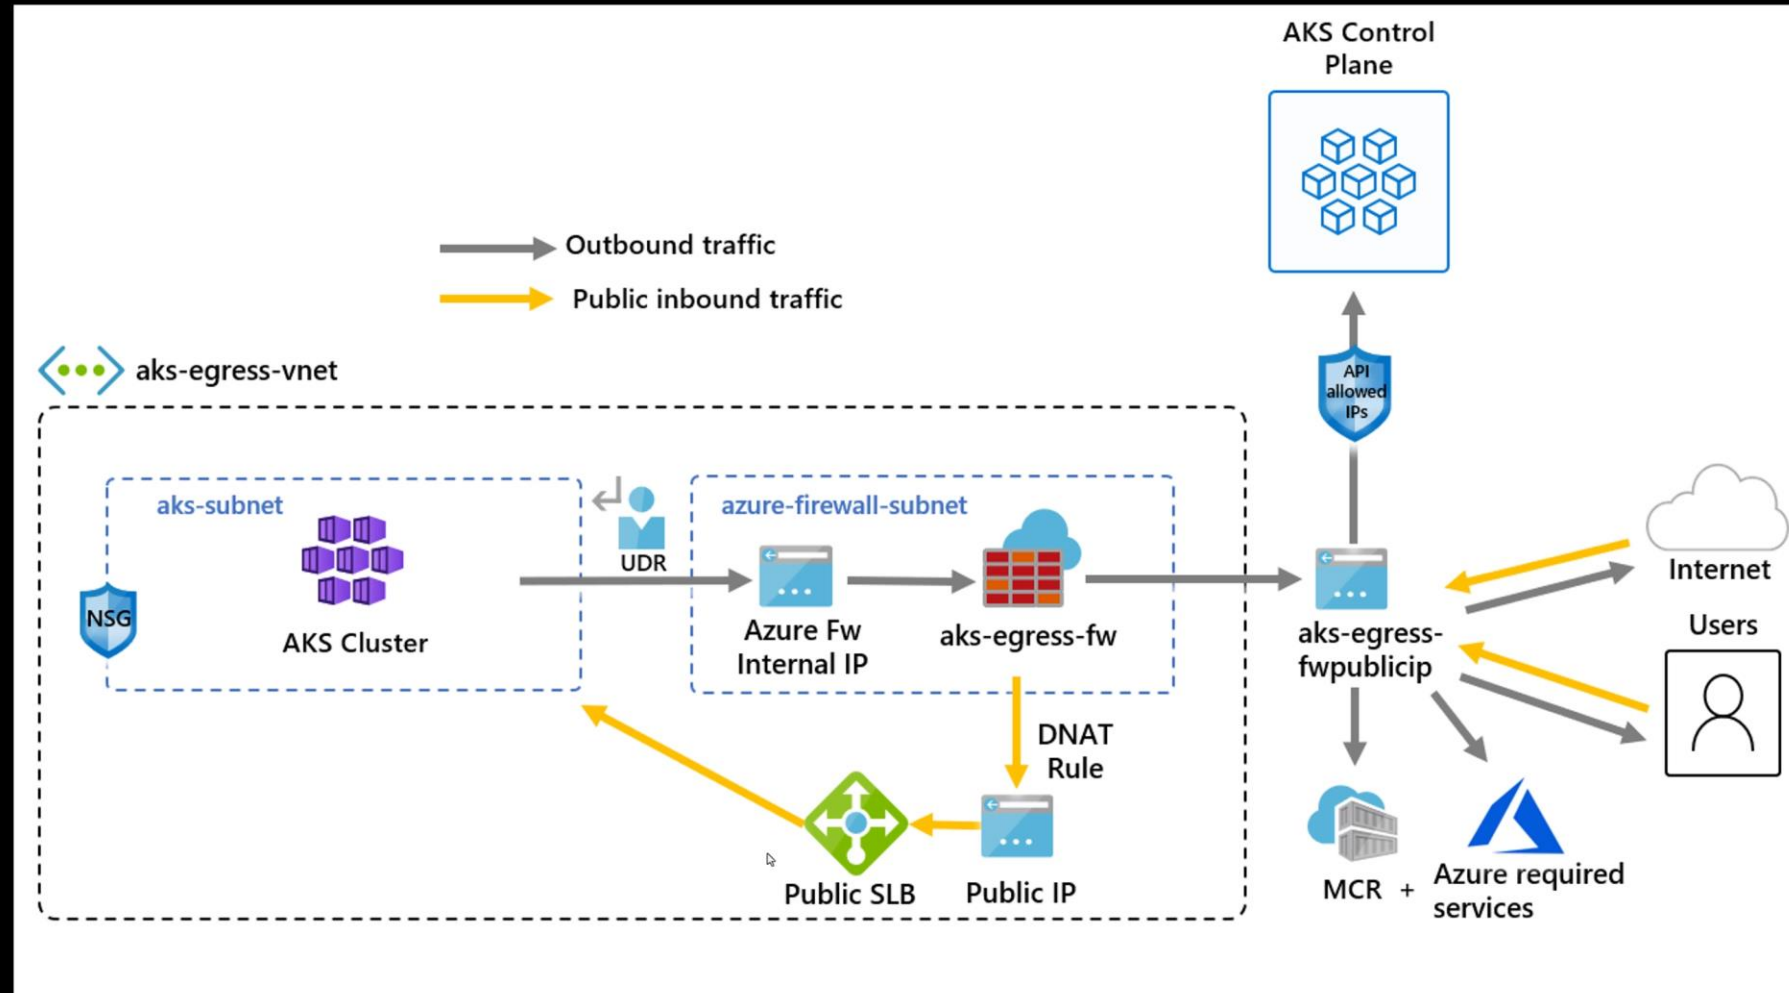 AKS Control
Plane
Outbound traffic
Public inbound traffic
API
allowed
IPs
aks-egress-vnet
aks-subnet
azure-firewall-subnet
UDR
NSG
AKS Cluster
Azure Fw
Internal IP
aks-egress-fw
aks-egress-
fwpublicip
Internet
Users
DNAT
Rule
Public SLB
Public IP
MCR +
Azure required
services